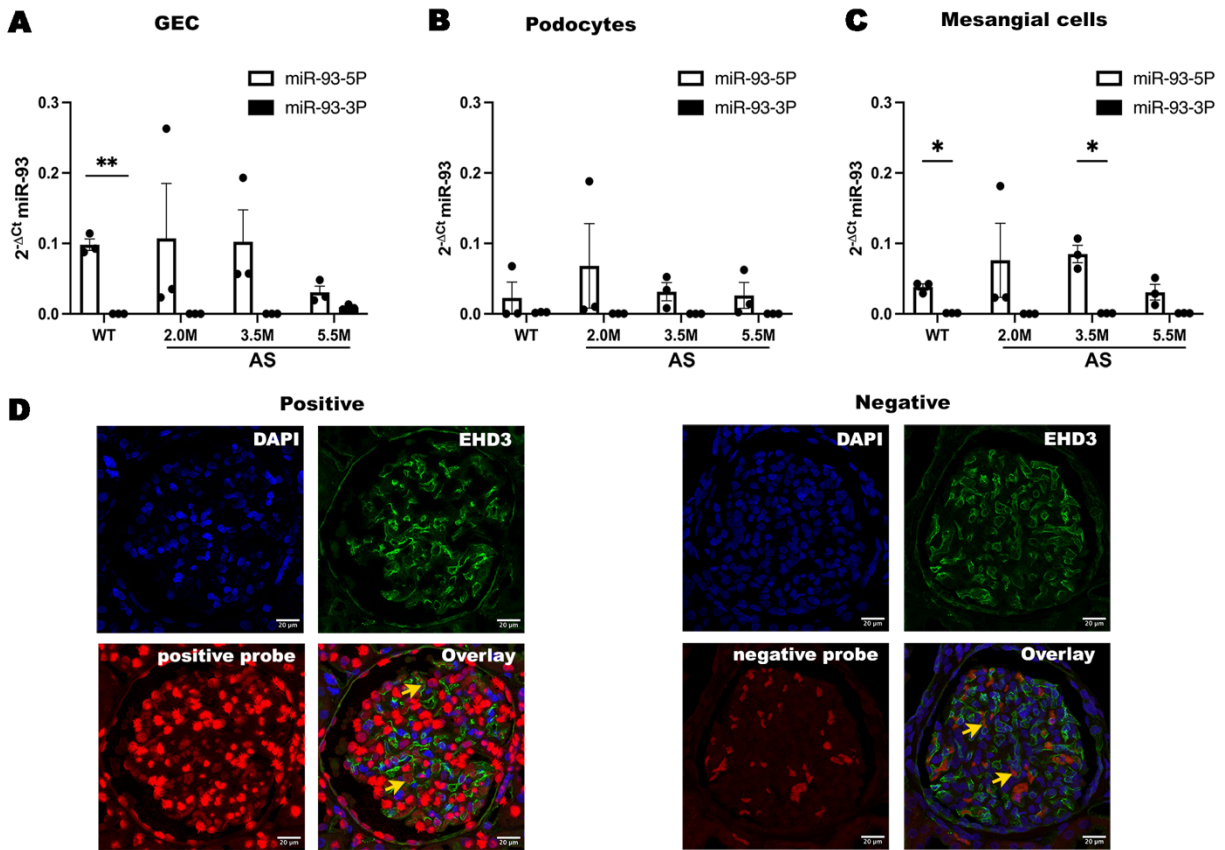 A
GEC
miR-93-5P
miR-93-3P
2-ΔCt miR-93
0.3
0.2
0.1
0.0
**
WT
2.0M
3.5M
5.5M
AS
B
Podocytes
miR-93-5P
miR-93-3P
2-ΔCt miR-93
0.3
0.2
0.1
0.0
WT
2.0M
3.5M
5.5M
AS
C
Mesangial cells
miR-93-5P
miR-93-3P
2-ΔCt miR-93
0.3
0.2
0.1
0.0
*
*
WT
2.0M
3.5M
5.5M
AS
D
Positive
DAPI
20 µm
EHD3
20 µm
positive probe
20 µm
Overlay
20 µm
Negative
DAPI
20 µm
EHD3
20 µm
negative probe
20 µm
Overlay
20 µm